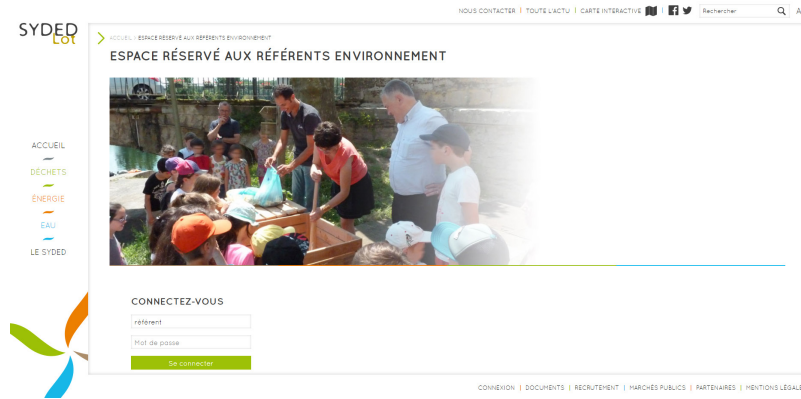 NOUS CONTACTER | TOUTE L'ACTU | CARTE INTERACTIVE
Rechercher
A
SYDED
Lot
ACCUEIL > ESPACE RÉSERVÉ AUX RÉFÉRENTS ENVIRONNEMENT
ESPACE RÉSERVÉ AUX RÉFÉRENTS ENVIRONNEMENT
ACCUEIL
DÉCHETS
ÉNERGIE
EAU
LE SYDED
CONNECTEZ-VOUS
référent
Mot de passe
Se connecter
CONNEXION | DOCUMENTS | RECRUTEMENT | MARCHÉS PUBLICS | PARTENAIRES | MENTIONS LÉGALE